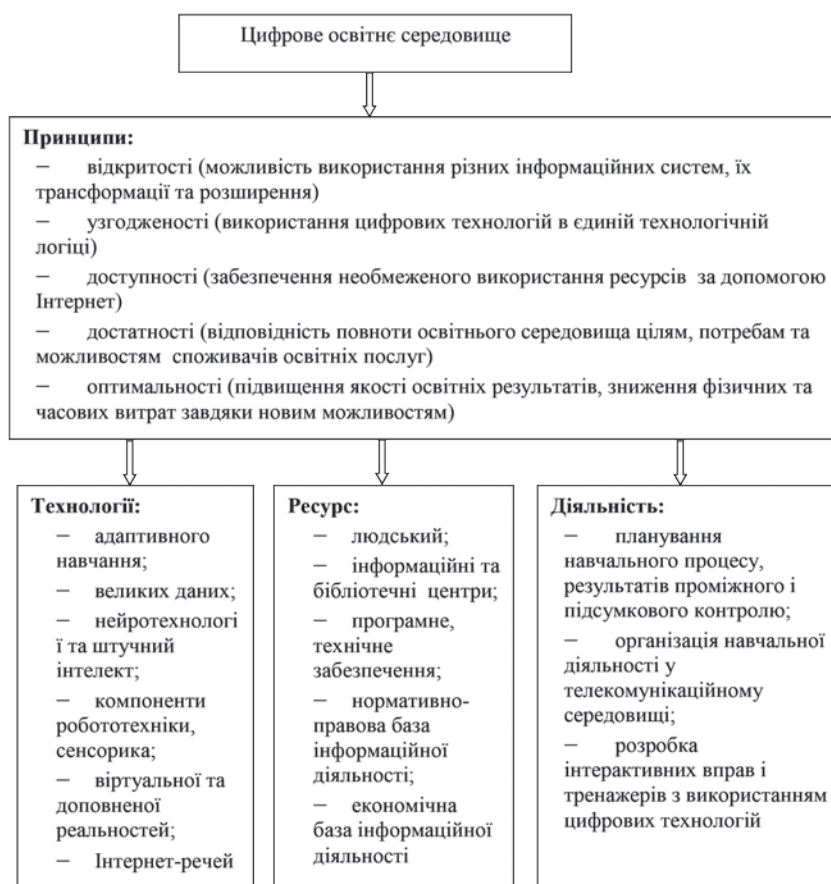 Цифрове освітнє середовище
Принципи:
– відкритості (можливість використання різних інформаційних систем, їх
трансформації та розширення)
– узгодженості (використання цифрових технологій в єдиній технологічній
логіці)
– доступності (забезпечення необмеженого використання ресурсів за допомогою
Інтернет)
– достатності (відповідність повноти освітнього середовища цілям, потребам та
можливостям споживачів освітніх послуг)
– оптимальності (підвищення якості освітніх результатів, зниження фізичних та
часових витрат завдяки новим можливостям)
Технології:
– адаптивного
навчання;
– великих даних;
– нейротехнологі
ї та штучний
інтелект;
– компоненти
робототехніки,
сенсорика;
– віртуальної та
доповненої
реальностей;
– Інтернет-речей
Ресурс:
– людський;
– інформаційні та
бібліотечні центри;
– програмне,
технічне
забезпечення;
– нормативно-
правова база
інформаційної
діяльності;
– економічна
база інформаційної
діяльності
Діяльність:
– планування
навчального процесу,
результатів проміжного і
підсумкового контролю;
– організація навчальної
діяльності у
телекомунікаційному
середовищі;
– розробка
інтерактивних вправ і
тренажерів з використанням
цифрових технологій